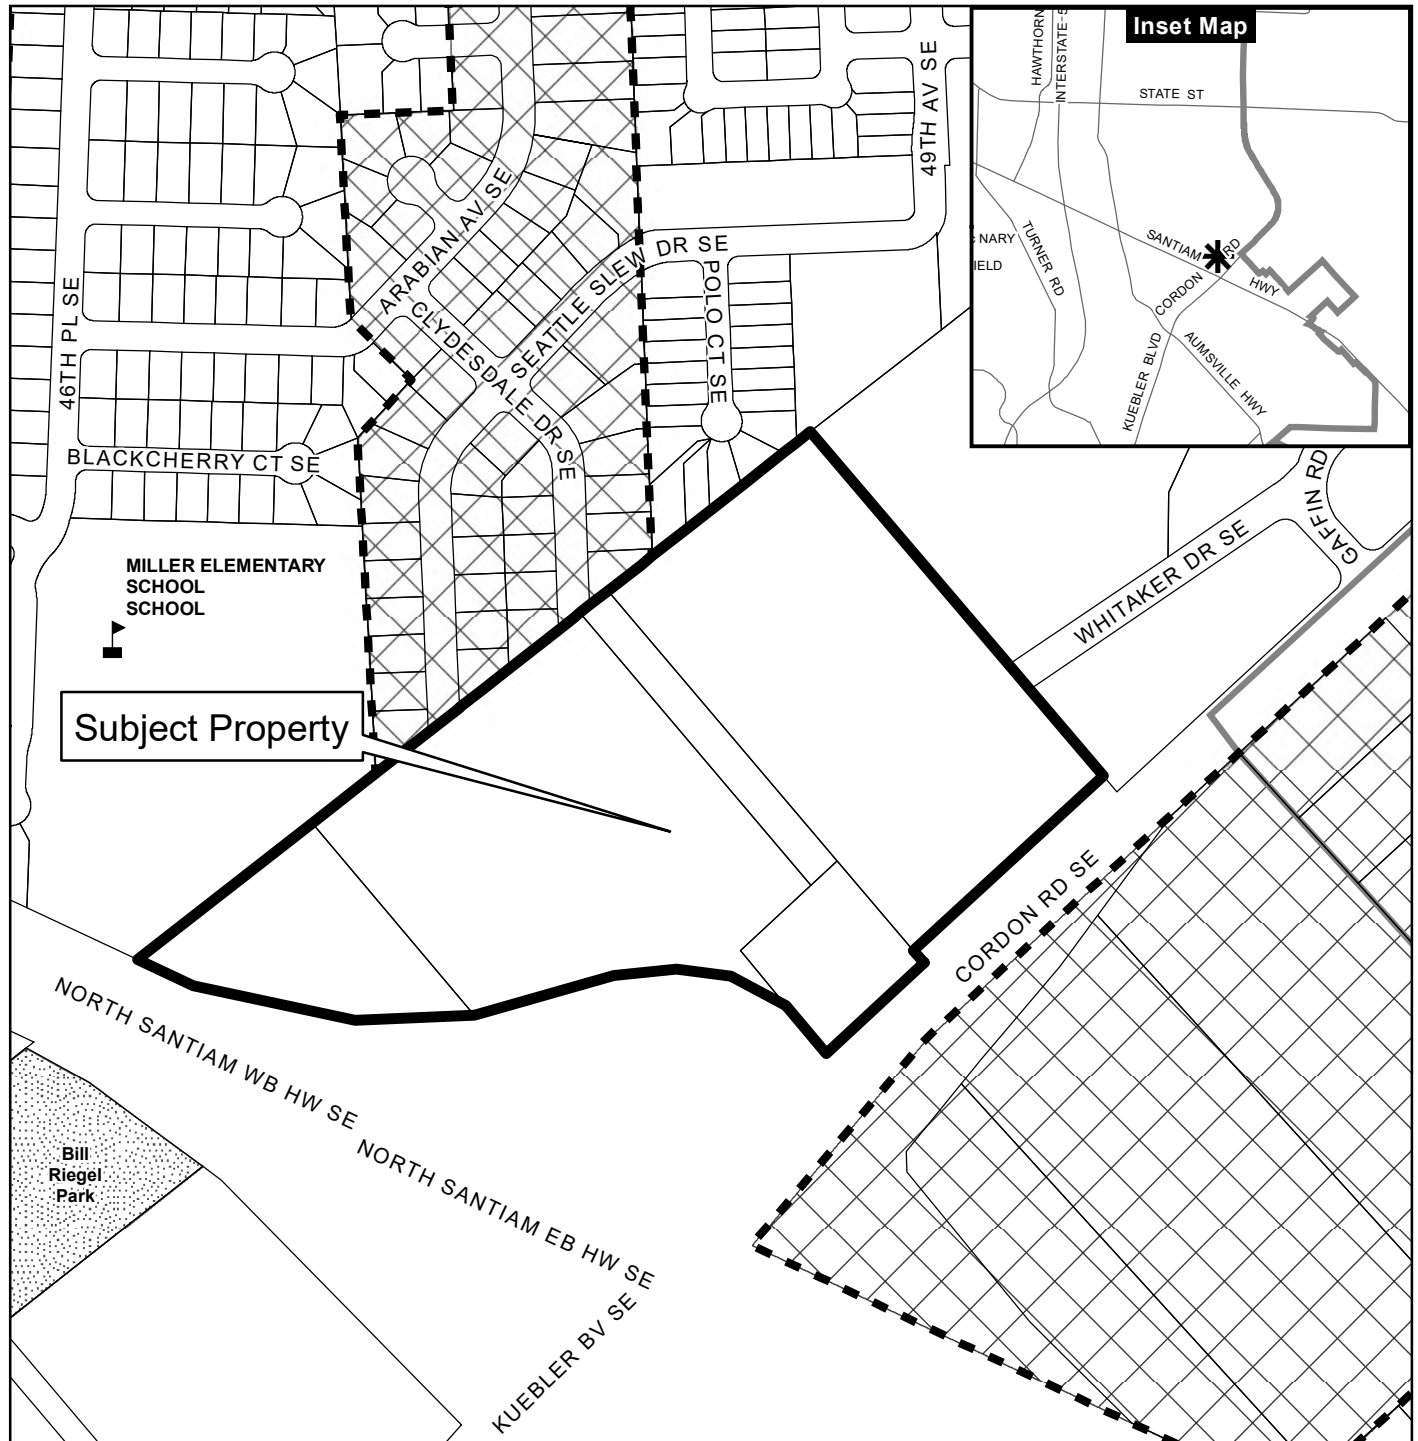 Inset Map
HAWTHORN
INTERSTATE-5
STATE ST
TURNER RD
NARY
IELD
SANTIAM
HWY
CORDON
RD
KUEBLER BLVD
AUMSVILLE HWY
49TH AV SE
46TH PL SE
ARABIAN AV SE
SEATTLE SLEW DR SE
CLYDESDALE DR SE
POLO CT SE
BLACKCHERRY CT SE
GAFFIN RD
WHITAKER DR SE
MILLER ELEMENTARY
SCHOOL
SCHOOL
Subject Property
CORDON RD SE
NORTH SANTIAM WB HW SE
NORTH SANTIAM EB HW SE
Bill
Riegel
Park
KUEBLER BV SE